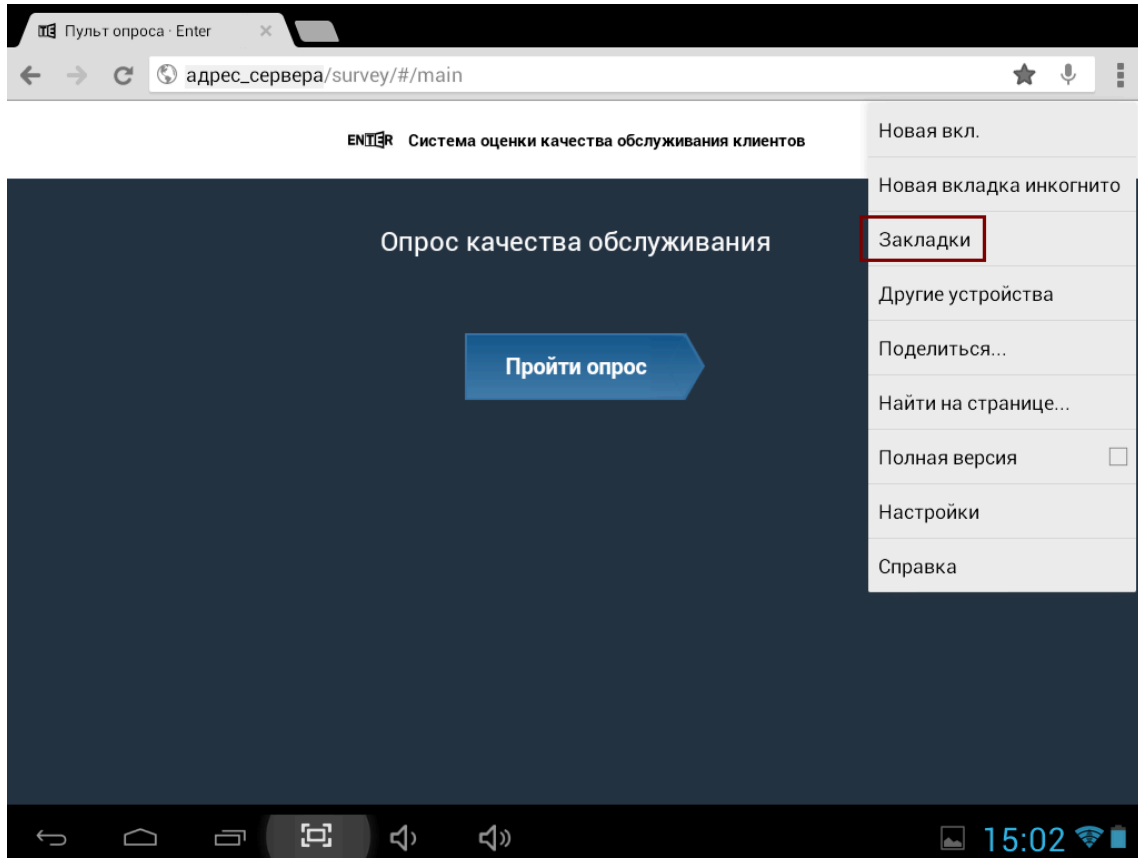 Пульт опроса · Enter
адрес_сервера/survey/#/main
ENTER Система оценки качества обслуживания клиентов
Опрос качества обслуживания
Пройти опрос
Новая вкл.
Новая вкладка инкогнито
Закладки
Другие устройства
Поделиться...
Найти на странице...
Полная версия
Настройки
Справка
15:02